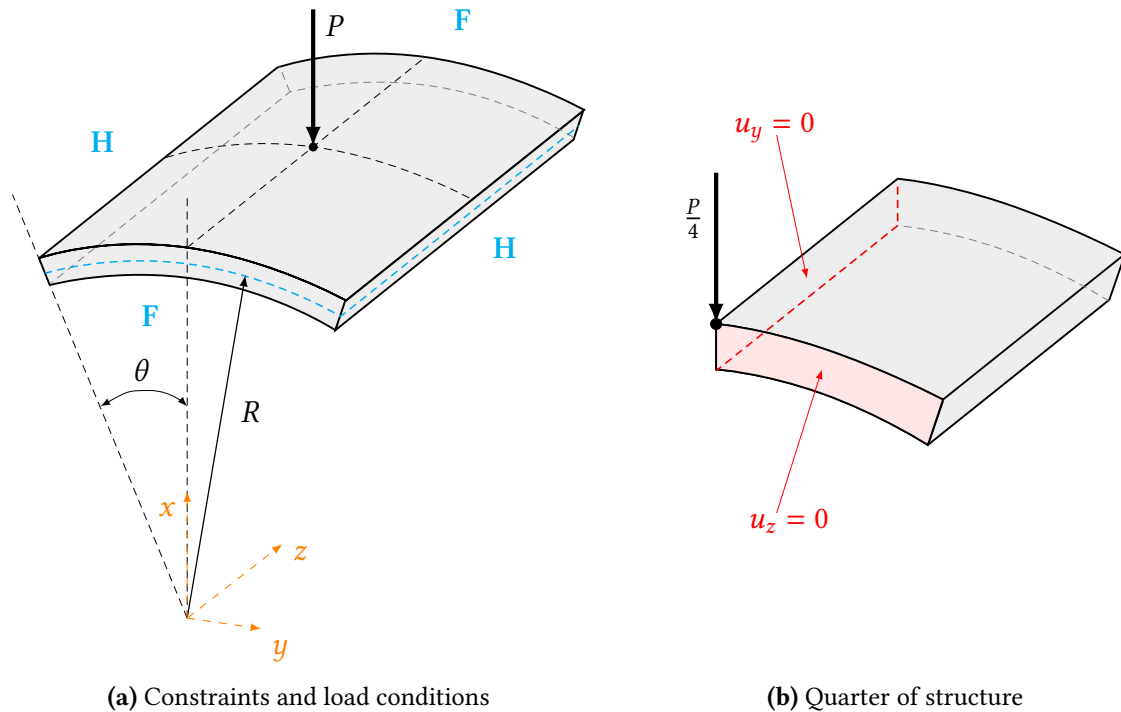 P
F
H
H
F
θ
R
x
z
y
(a) Constraints and load conditions
u_y = 0
P/4
u_z = 0
(b) Quarter of structure